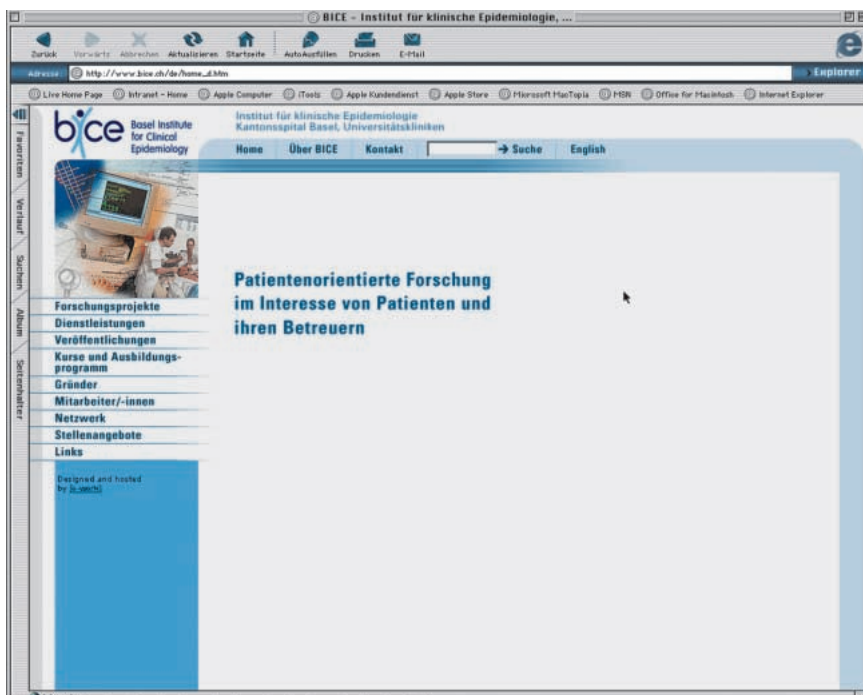 BICE – Institut für klinische Epidemiologie, ...
Zurück Vorwärts Abbrechen Aktualisieren Startseite AutoAusfüllen Drucken E-Mail
Adresse: http://www.bice.ch/de/home_d.htm Explorer
Live Home Page Intranet – Home Apple Computer iTools Apple Kundendienst Apple Store Microsoft MacTopia MSN Office for Macintosh Internet Explorer
Favoriten
Verlauf
Suchen
Album
Seitenhalter
bice
Basel Institute
for Clinical
Epidemiology
Institut für klinische Epidemiologie
Kantonsspital Basel, Universitätskliniken
Home Über BICE Kontakt → Suche English
Patientenorientierte Forschung
im Interesse von Patienten und
ihren Betreuern
Forschungsprojekte
Dienstleistungen
Veröffentlichungen
Kurse und Ausbildungs-
programm
Gründer
Mitarbeiter/-innen
Netzwerk
Stellenangebote
Links
Designed and hosted
by